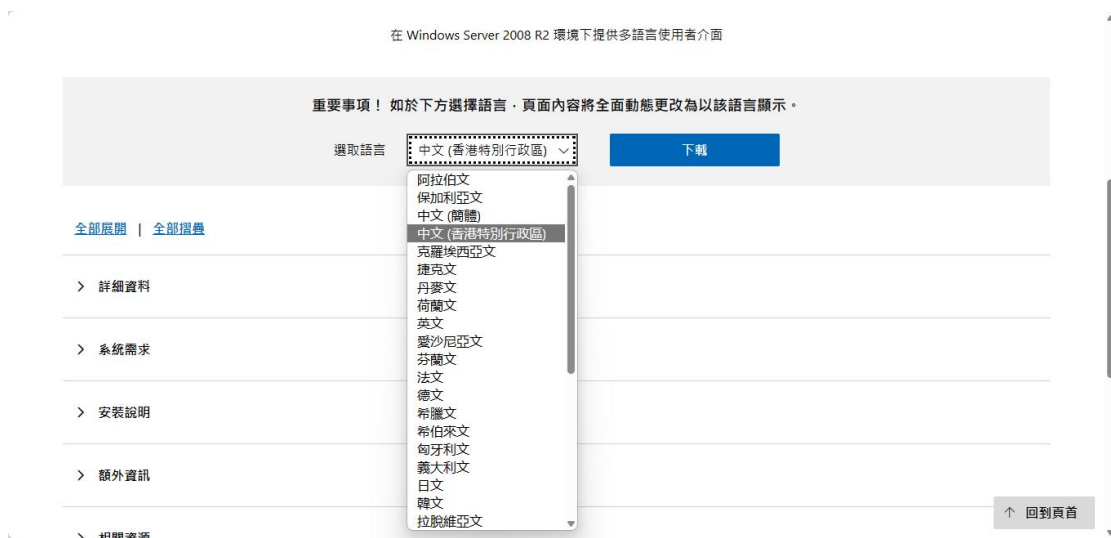 在 Windows Server 2008 R2 環境下提供多語言使用者介面
重要事項！ 如於下方選擇語言，頁面內容將全面動態更改為以該語言顯示。
選取語言
中文 (香港特別行政區)
下載
阿拉伯文
保加利亞文
中文 (簡體)
中文 (香港特別行政區)
克羅埃西亞文
捷克文
丹麥文
荷蘭文
英文
愛沙尼亞文
芬蘭文
法文
德文
希臘文
希伯來文
匈牙利文
義大利文
日文
韓文
拉脫維亞文
全部展開 | 全部摺疊
詳細資料
系統需求
安裝說明
額外資訊
相關資源
回到頁首